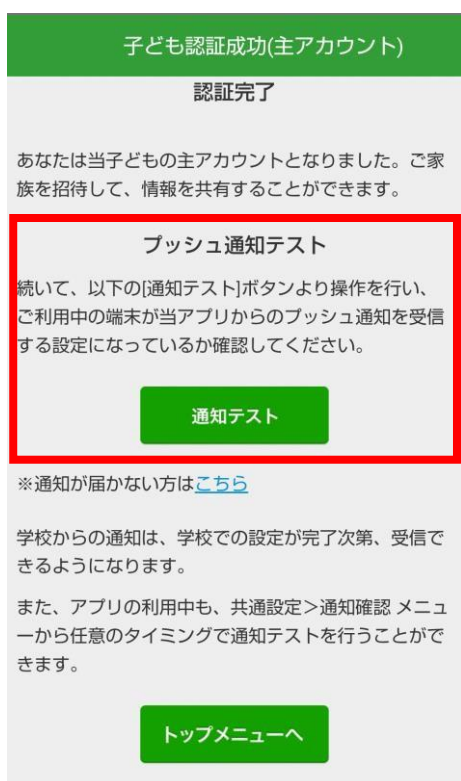 子ども認証成功(主アカウント)
認証完了
あなたは当子どもの主アカウントとなりました。ご家
族を招待して、情報を共有することができます。
プッシュ通知テスト
続いて、以下の[通知テスト]ボタンより操作を行い、
ご利用中の端末が当アプリからのプッシュ通知を受信
する設定になっているか確認してください。
通知テスト
※通知が届かない方はこちら
学校からの通知は、学校での設定が完了次第、受信で
きるようになります。
また、アプリの利用中も、共通設定＞通知確認 メニュ
ーから任意のタイミングで通知テストを行うことがで
きます。
トップメニューへ